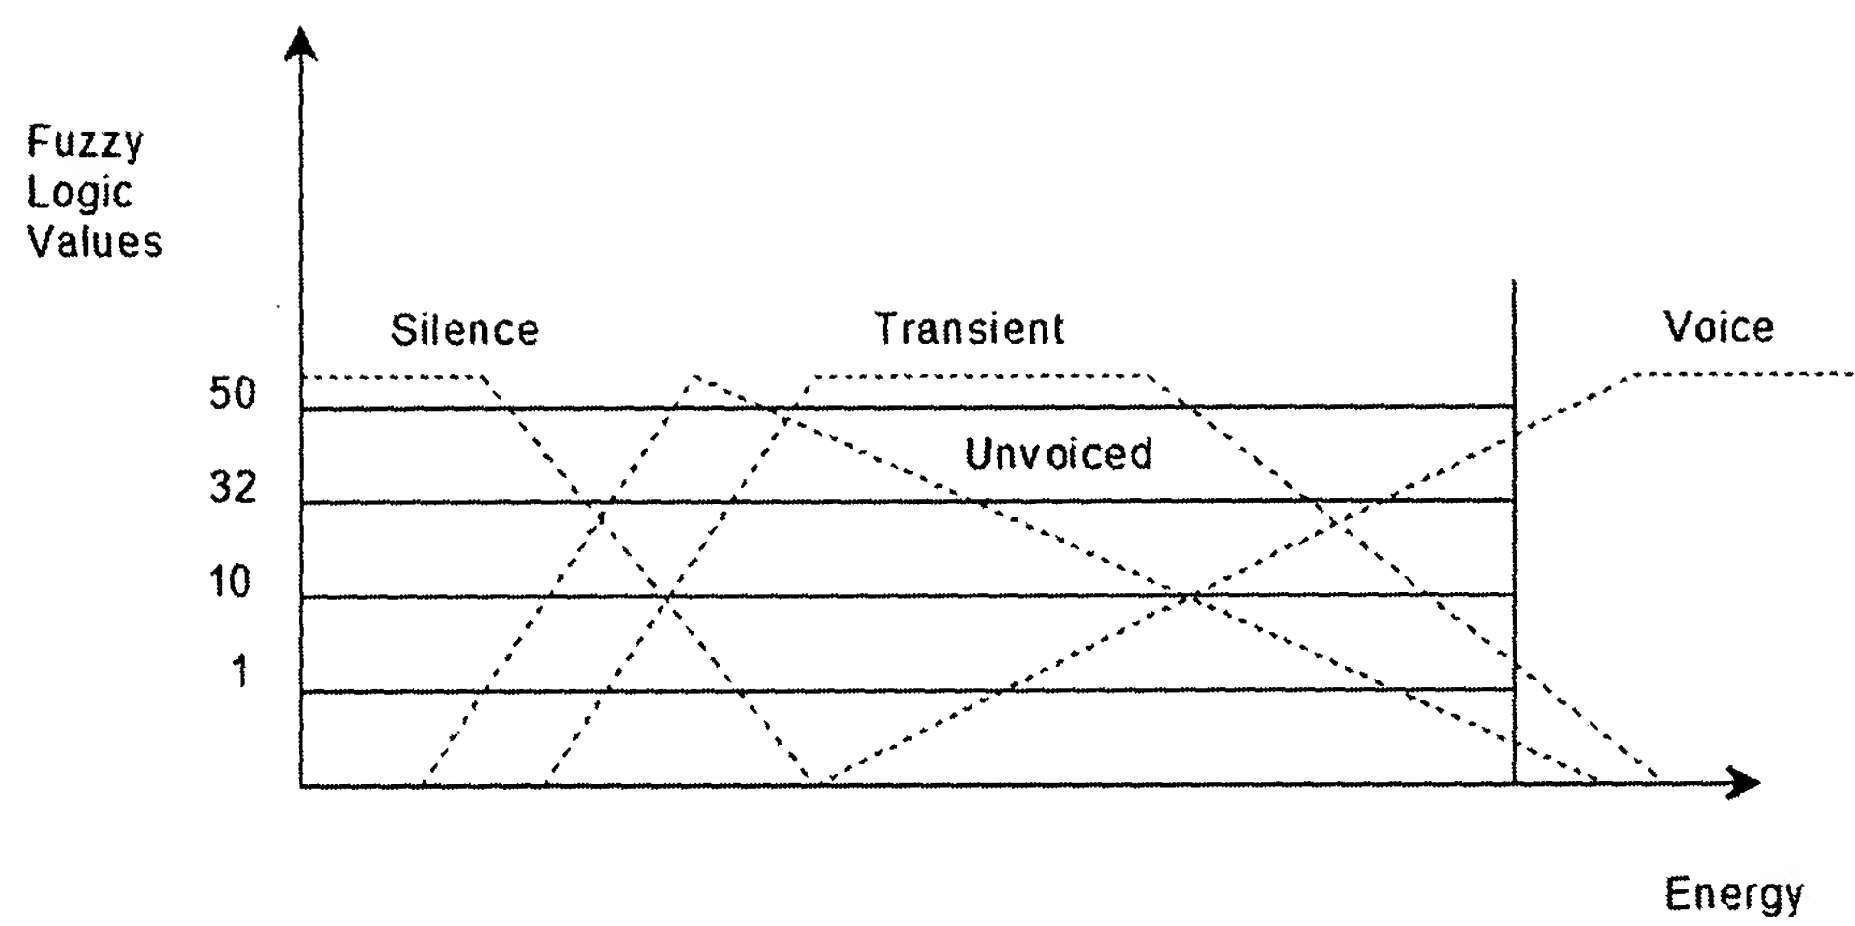 Fuzzy
Logic
Values
Silence
Transient
Voice
50
Unvoiced
32
10
1
Energy